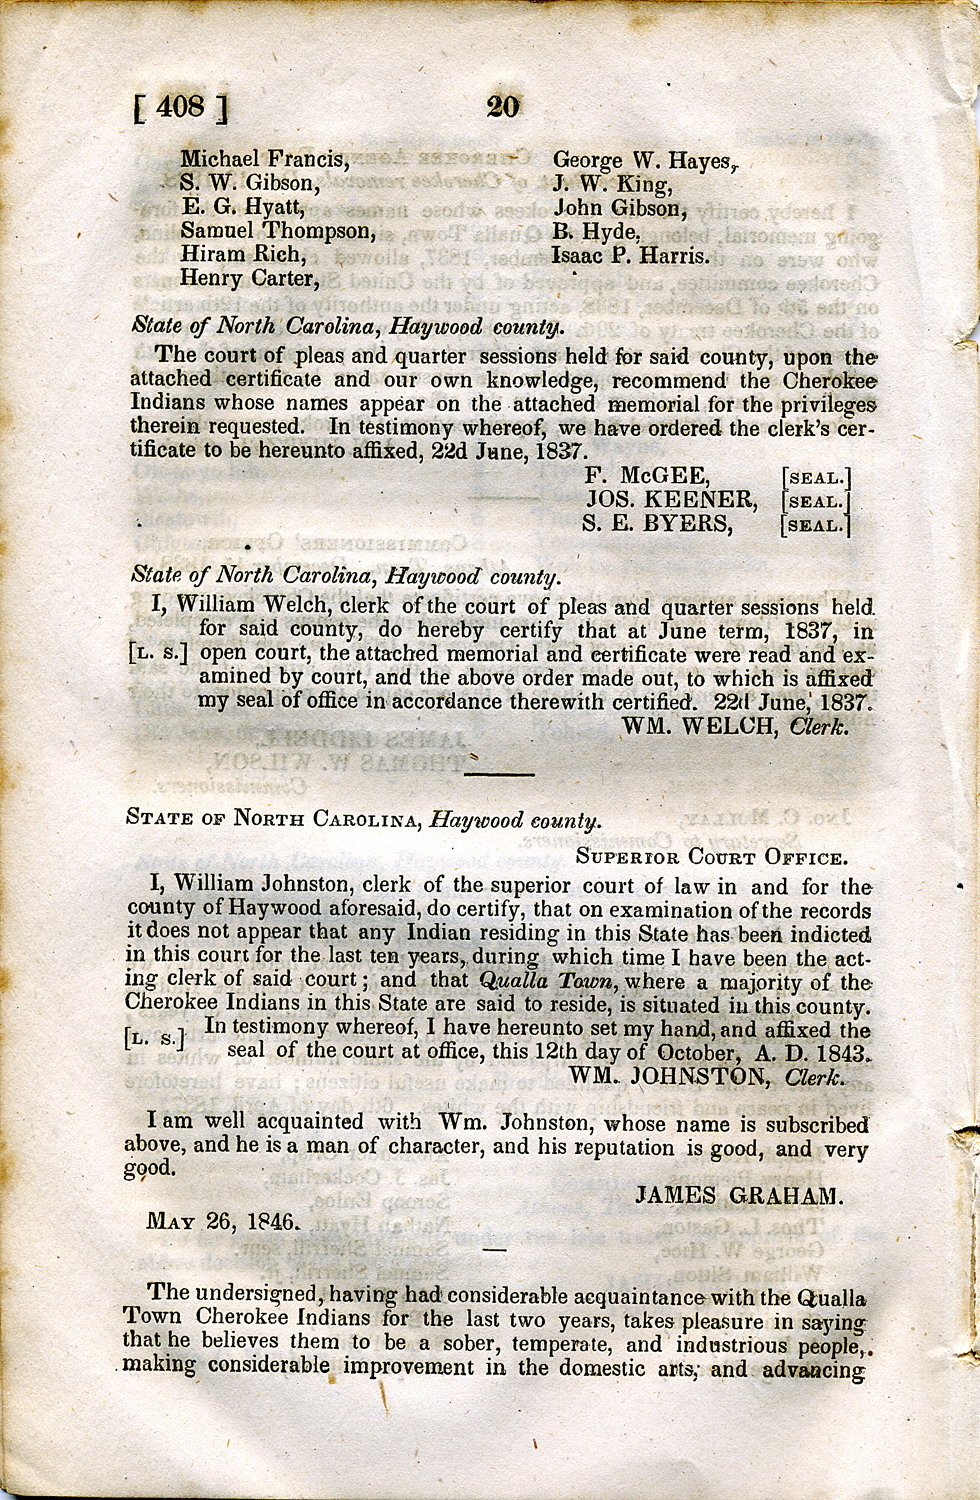 [ 408 ] 20
Michael Francis, George W. Hayes,
S. W. Gibson, J. W. King,
E. G. Hyatt, John Gibson,
Samuel Thompson, B. Hyde,
Hiram Rich, Isaac P. Harris.
Henry Carter,
State of North Carolina, Haywood county.
The court of pleas and quarter sessions held for said county, upon the
attached certificate and our own knowledge, recommend the Cherokee
Indians whose names appear on the attached memorial for the privileges
therein requested. In testimony whereof, we have ordered the clerk's cer-
tificate to be hereunto affixed, 22d June, 1837.
F. McGEE, [SEAL.]
JOS. KEENER, [SEAL.]
S. E. BYERS, [SEAL.]
State of North Carolina, Haywood county.
I, William Welch, clerk of the court of pleas and quarter sessions held
for said county, do hereby certify that at June term, 1837, in
[L. S.] open court, the attached memorial and certificate were read and ex-
amined by court, and the above order made out, to which is affixed
my seal of office in accordance therewith certified. 22d June, 1837.
WM. WELCH, Clerk.
STATE OF NORTH CAROLINA, Haywood county.
SUPERIOR COURT OFFICE.
I, William Johnston, clerk of the superior court of law in and for the
county of Haywood aforesaid, do certify, that on examination of the records
it does not appear that any Indian residing in this State has been indicted
in this court for the last ten years, during which time I have been the act-
ing clerk of said court; and that Qualla Town, where a majority of the
Cherokee Indians in this State are said to reside, is situated in this county.
[L. S.] In testimony whereof, I have hereunto set my hand, and affixed the
seal of the court at office, this 12th day of October, A. D. 1843.
WM. JOHNSTON, Clerk.
I am well acquainted with Wm. Johnston, whose name is subscribed
above, and he is a man of character, and his reputation is good, and very
good.
JAMES GRAHAM.
MAY 26, 1846.
The undersigned, having had considerable acquaintance with the Qualla
Town Cherokee Indians for the last two years, takes pleasure in saying
that he believes them to be a sober, temperate, and industrious people,
making considerable improvement in the domestic arts, and advancing